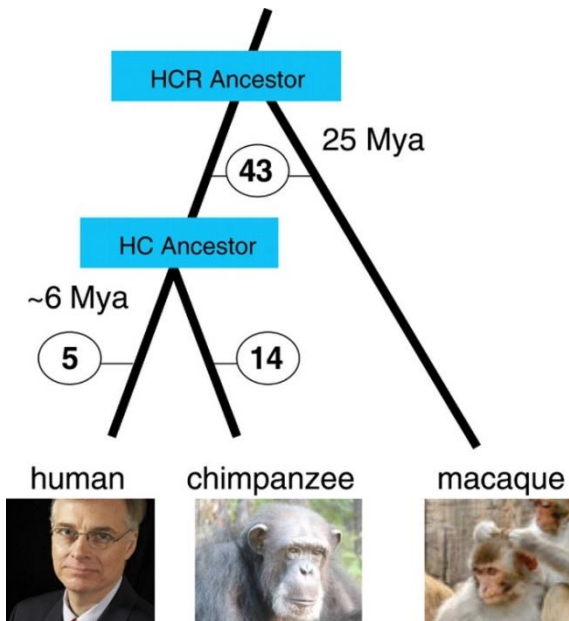 HCR Ancestor
25 Mya
43
HC Ancestor
~6 Mya
5
14
human
chimpanzee
macaque